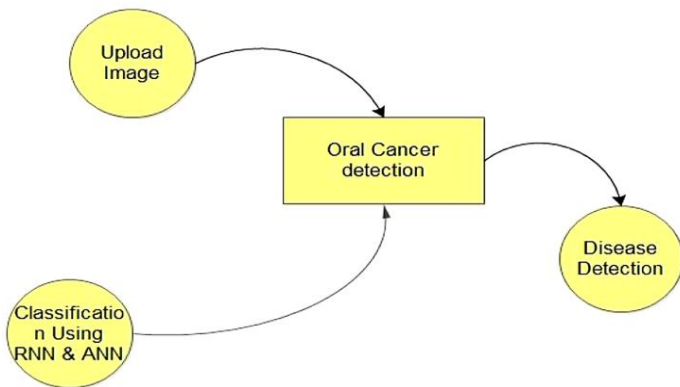 Upload
Image
Oral Cancer
detection
Disease
Detection
Classificatio
n Using
RNN & ANN